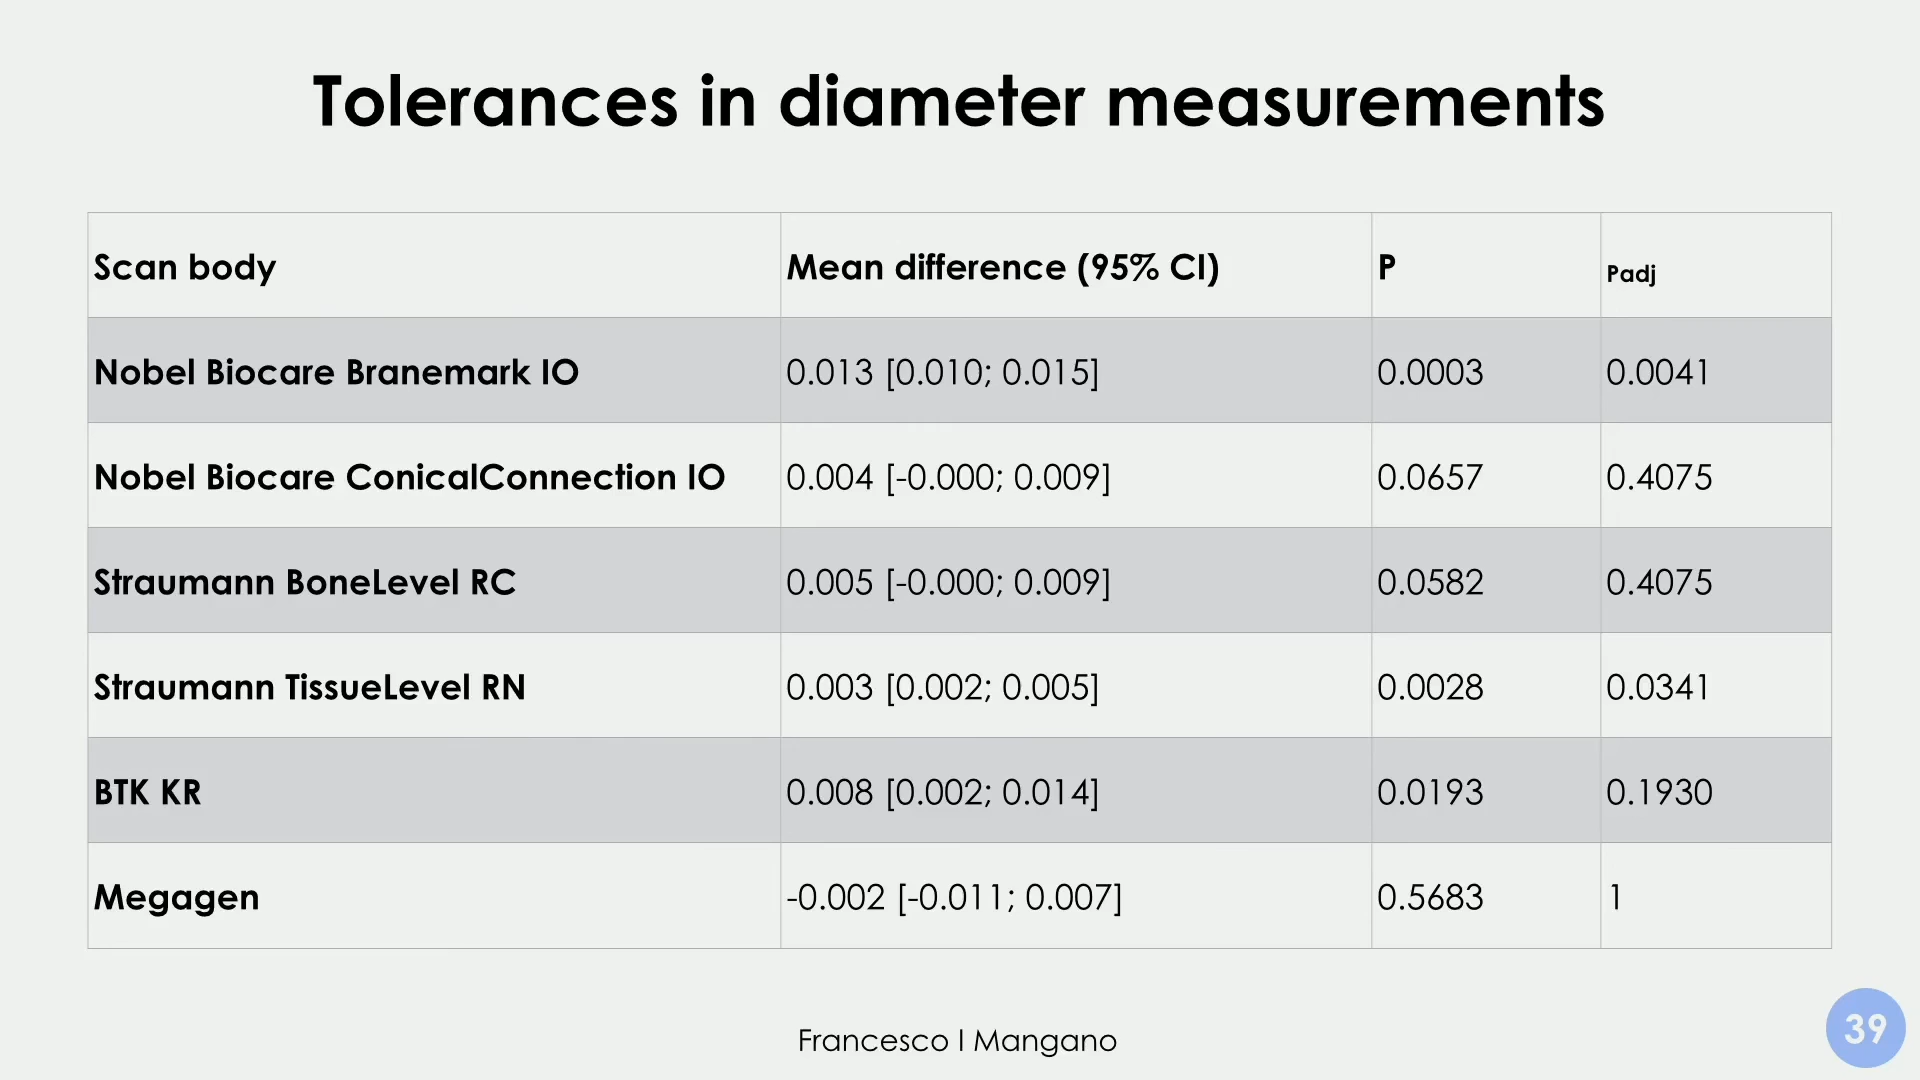 Tolerances in diameter measurements
Scan body Mean difference (95% CI) P Padj
Nobel Biocare Branemark IO 0.013 [0.010; 0.015] 0.0003 0.0041
Nobel Biocare ConicalConnection IO 0.004 [-0.000; 0.009] 0.0657 0.4075
Straumann BoneLevel RC 0.005 [-0.000; 0.009] 0.0582 0.4075
Straumann TissueLevel RN 0.003 [0.002; 0.005] 0.0028 0.0341
BTK KR 0.008 [0.002; 0.014] 0.0193 0.1930
Megagen -0.002 [-0.011; 0.007] 0.5683 1
Francesco I Mangano
39